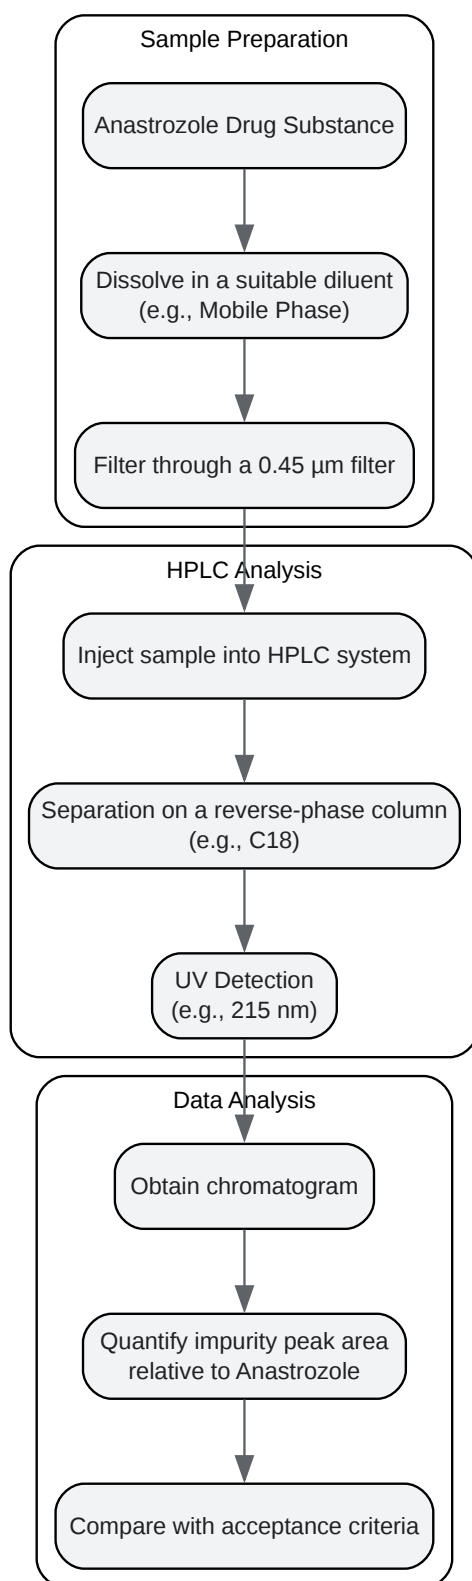 Sample Preparation
Anastrozole Drug Substance
Dissolve in a suitable diluent
(e.g., Mobile Phase)
Filter through a 0.45 µm filter
HPLC Analysis
Inject sample into HPLC system
Separation on a reverse-phase column
(e.g., C18)
UV Detection
(e.g., 215 nm)
Data Analysis
Obtain chromatogram
Quantify impurity peak area
relative to Anastrozole
Compare with acceptance criteria